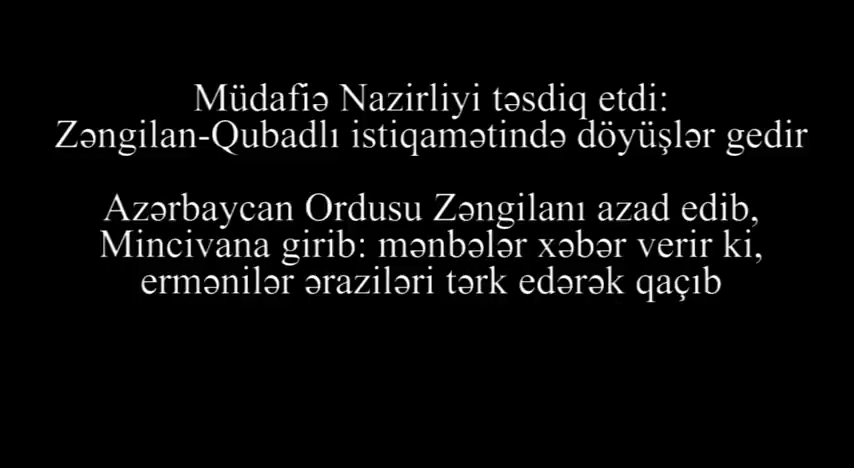 Müdafiə Nazirliyi təsdiq etdi:
Zəngilan-Qubadlı istiqamətində döyüşlər gedir
Azərbaycan Ordusu Zəngilanı azad edib,
Mincivana girib: mənbələr xəbər verir ki,
ermənilər əraziləri tərk edərək qaçıb